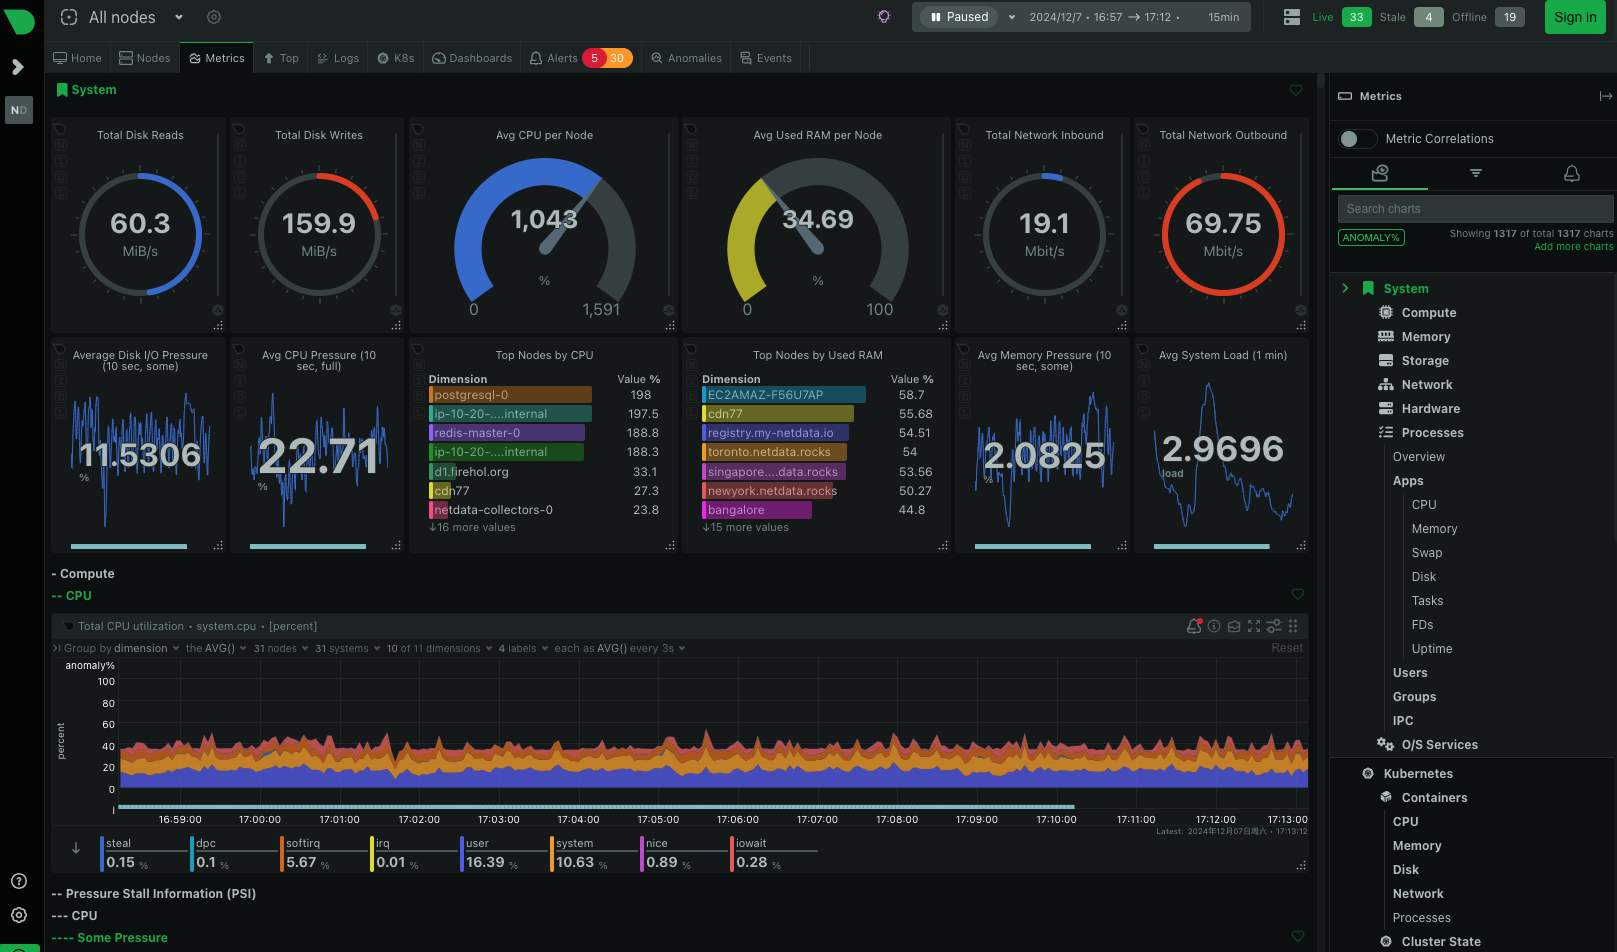 All nodes
Paused
2024/12/7 • 16:57 → 17:12 •
15min
Live 33
Stale 4
Offline 19
Sign in
Home
Nodes
Metrics
Top
Logs
K8s
Dashboards
Alerts 5 30
Anomalies
Events
ND
System
Total Disk Reads
60.3
MiB/s
Total Disk Writes
159.9
MiB/s
Avg CPU per Node
1,043
%
0 1,591
Avg Used RAM per Node
34.69
%
0 100
Total Network Inbound
19.1
Mbit/s
Total Network Outbound
69.75
Mbit/s
Average Disk I/O Pressure
(10 sec, some)
11.5306
%
Avg CPU Pressure (10
sec, full)
22.71
%
Top Nodes by CPU
Dimension Value %
postgresql-0 198
ip-10-20-....internal 197.5
redis-master-0 188.8
ip-10-20-....internal 188.3
d1.firehol.org 33.1
cdn77 27.3
netdata-collectors-0 23.8
↓16 more values
Top Nodes by Used RAM
Dimension Value %
EC2AMAZ-F56U7AP 58.7
cdn77 55.68
registry.my-netdata.io 54.51
toronto.netdata.rocks 54
singapore....data.rocks 53.56
newyork.netdata.rocks 50.27
bangalore 44.8
↓15 more values
Avg Memory Pressure (10
sec, some)
2.0825
%
Avg System Load (1 min)
2.9696
load
- Compute
-- CPU
Total CPU utilization • system.cpu • [percent]
Group by dimension the AVG() 31 nodes 31 systems 10 of 11 dimensions 4 labels each as AVG() every 3s
Reset
anomaly%
100
80
60
40
20
0
percent
16:59:00 17:00:00 17:01:00 17:02:00 17:03:00 17:04:00 17:05:00 17:06:00 17:07:00 17:08:00 17:09:00 17:10:00 17:11:00 17:12:00 17:13:00
Latest: 2024年12月07日周六 • 17:13:12
steal
0.15 %
dpc
0.1 %
softirq
5.67 %
irq
0.01 %
user
16.39 %
system
10.63 %
nice
0.89 %
iowait
0.28 %
-- Pressure Stall Information (PSI)
--- CPU
---- Some Pressure
Metrics
Metric Correlations
Search charts
ANOMALY%
Showing 1317 of total 1317 charts
Add more charts
System
Compute
Memory
Storage
Network
Hardware
Processes
Overview
Apps
CPU
Memory
Swap
Disk
Tasks
FDs
Uptime
Users
Groups
IPC
O/S Services
Kubernetes
Containers
CPU
Memory
Disk
Network
Processes
Cluster State